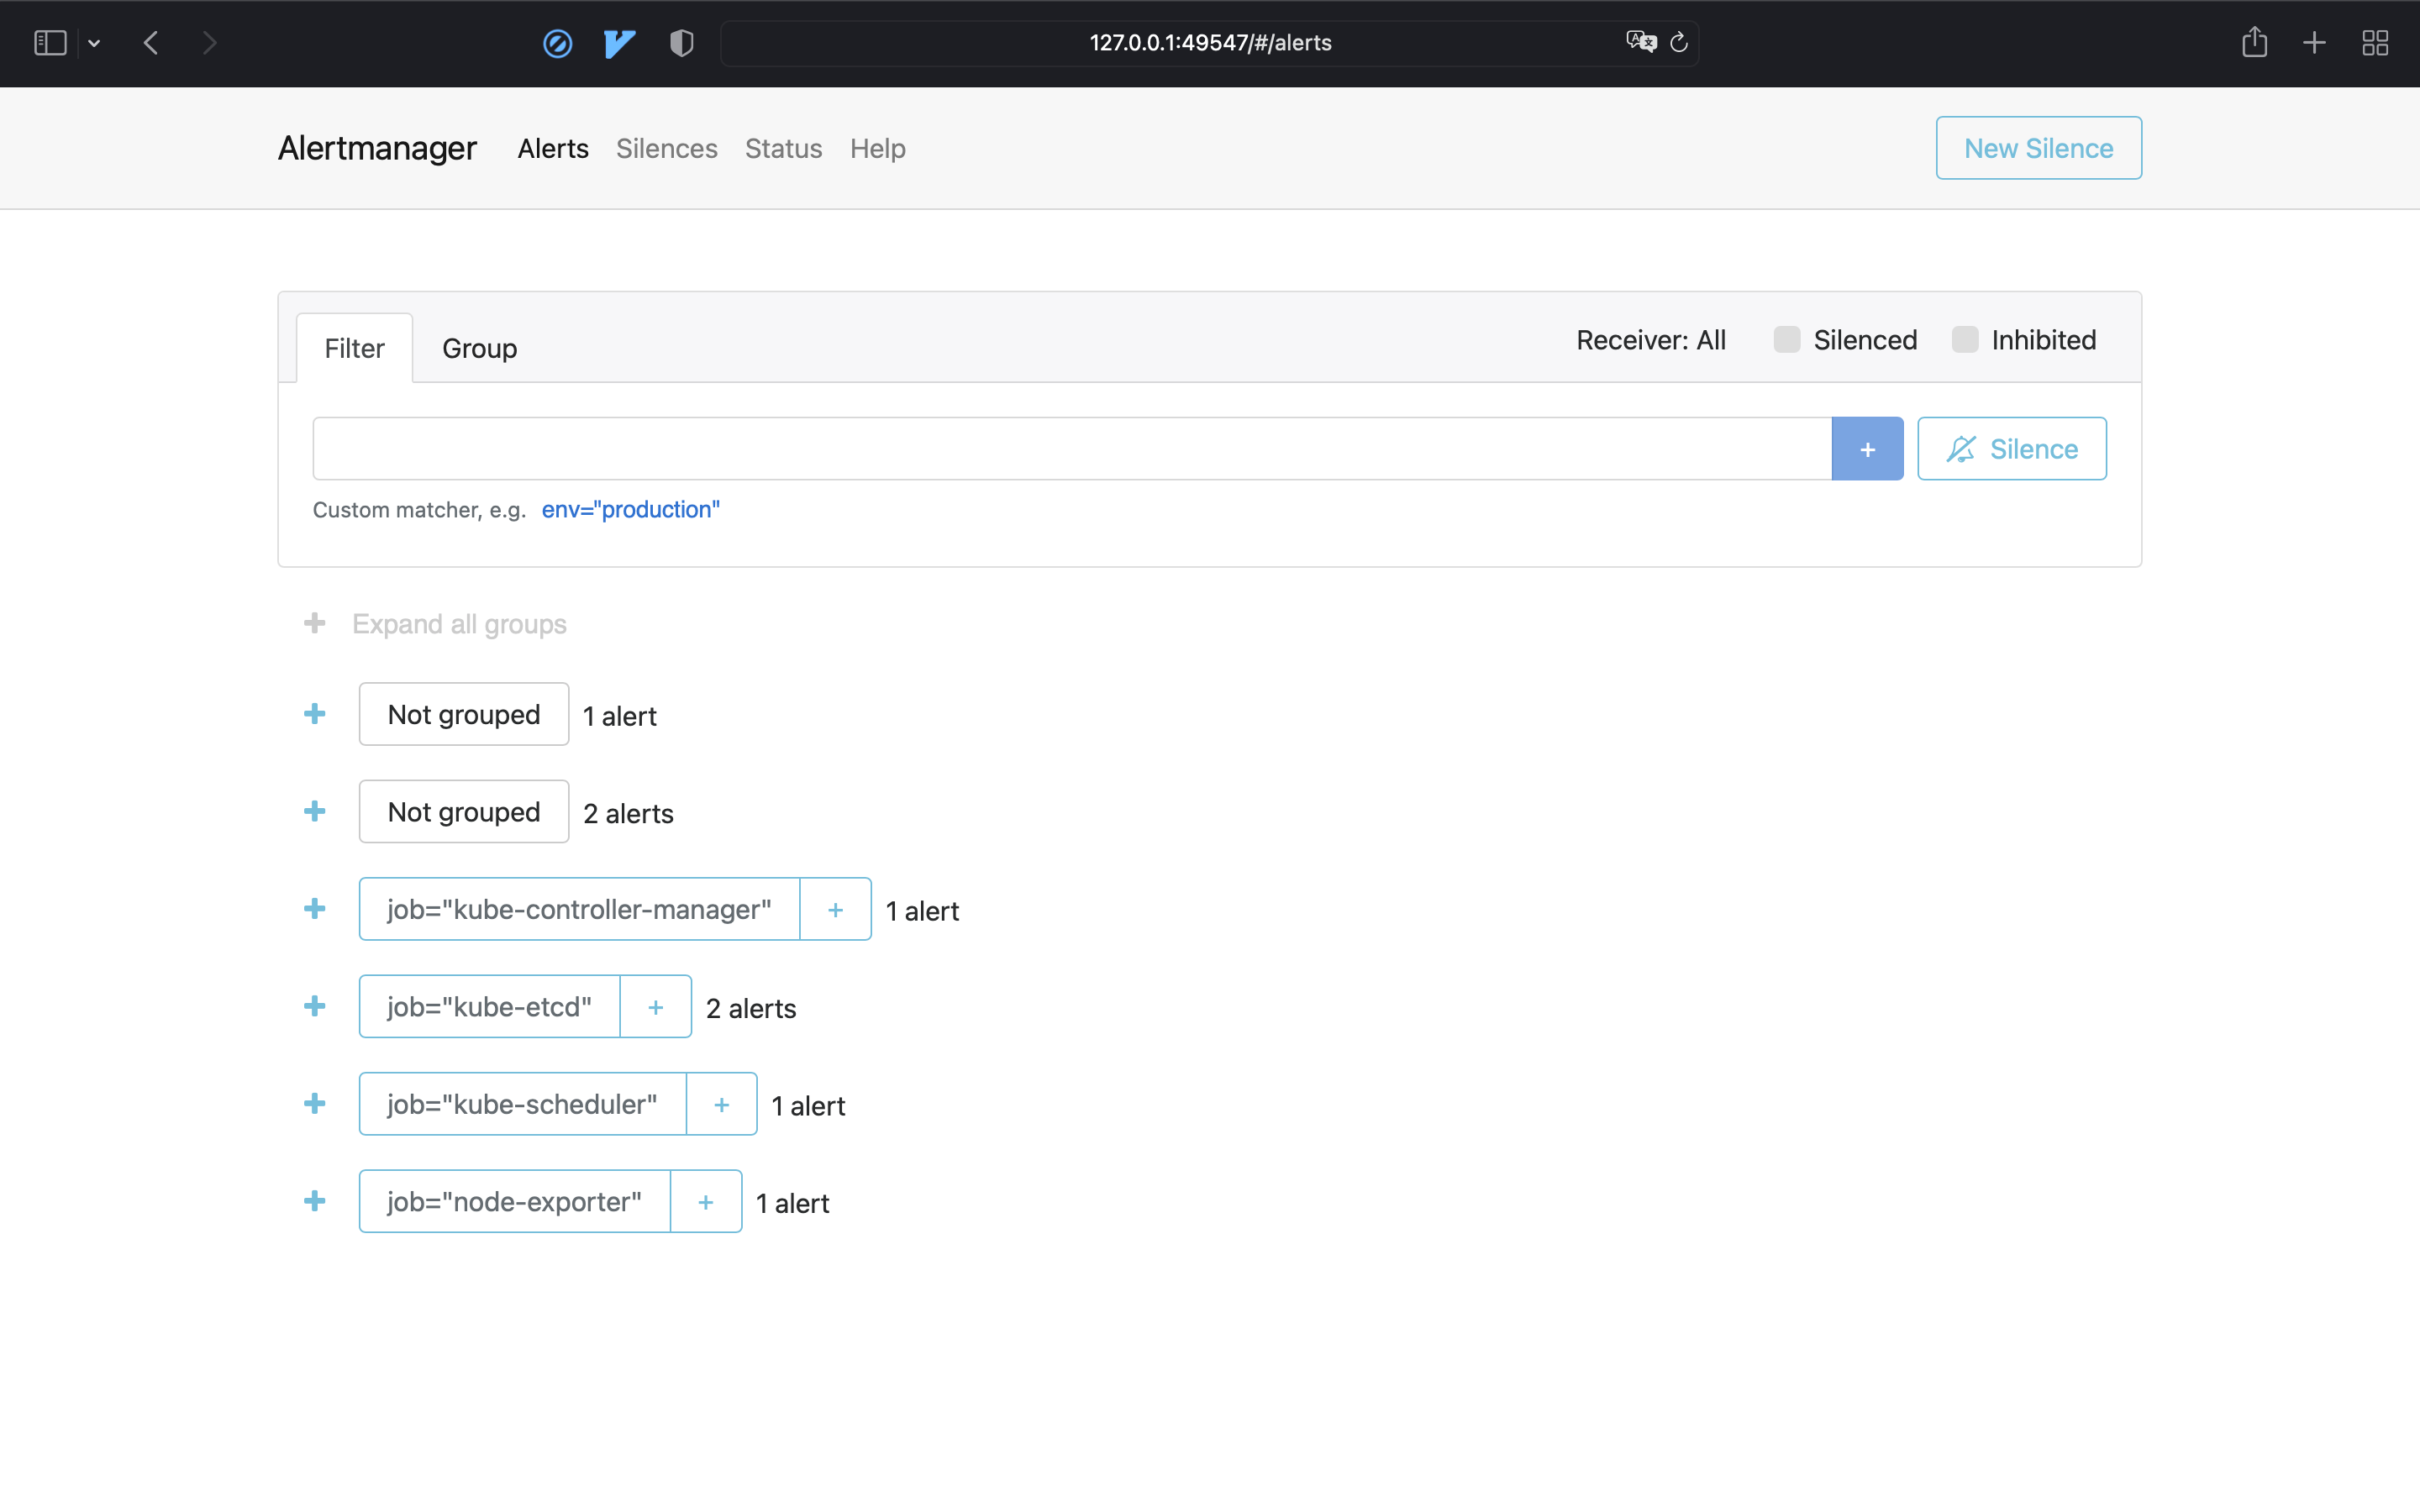 127.0.0.1:49547/#/alerts
Alertmanager Alerts Silences Status Help New Silence
Filter Group Receiver: All Silenced Inhibited
+ Silence
Custom matcher, e.g. env="production"
+ Expand all groups
+ Not grouped 1 alert
+ Not grouped 2 alerts
+ job="kube-controller-manager" + 1 alert
+ job="kube-etcd" + 2 alerts
+ job="kube-scheduler" + 1 alert
+ job="node-exporter" + 1 alert